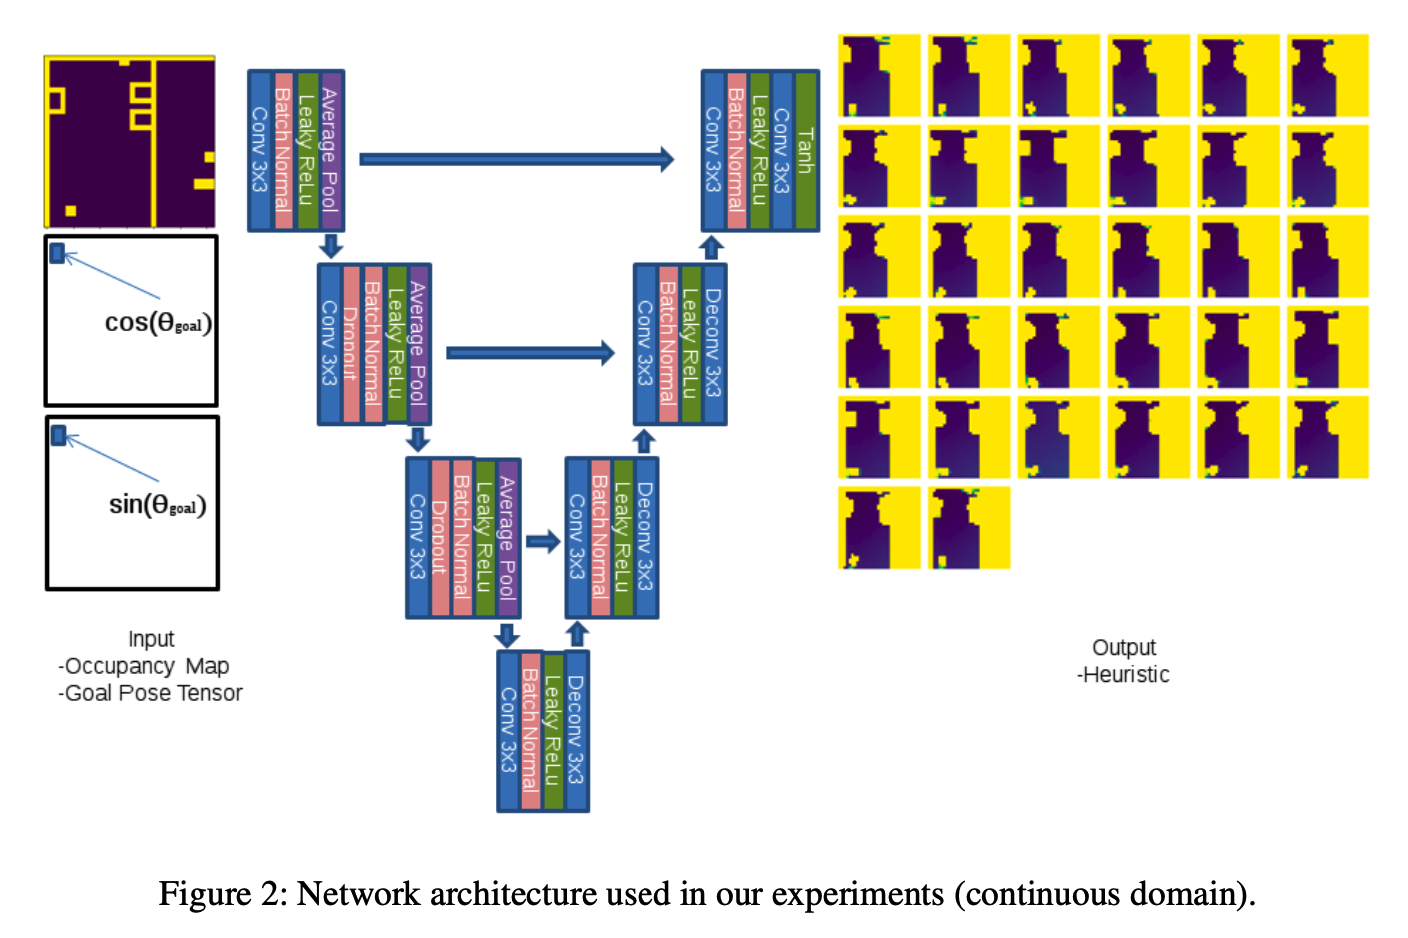 cos(θgoal)
sin(θgoal)
Input
-Occupancy Map
-Goal Pose Tensor
Conv 3x3
Batch Normal
Leaky ReLu
Average Pool
Conv 3x3
Dropout
Batch Normal
Leaky ReLu
Average Pool
Conv 3x3
Dropout
Batch Normal
Leaky ReLu
Average Pool
Conv 3x3
Batch Normal
Leaky ReLu
Deconv 3x3
Conv 3x3
Batch Normal
Leaky ReLu
Deconv 3x3
Conv 3x3
Batch Normal
Leaky ReLu
Deconv 3x3
Conv 3x3
Batch Normal
Leaky ReLu
Conv 3x3
Tanh
Output
-Heuristic
Figure 2: Network architecture used in our experiments (continuous domain).